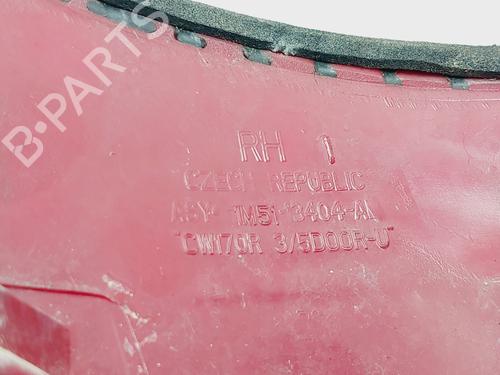 B-PARTS
RH 1
CZECH REPUBLIC
ASY- 1M51-13404-AL
"CW170R 3/5DOOR-U"